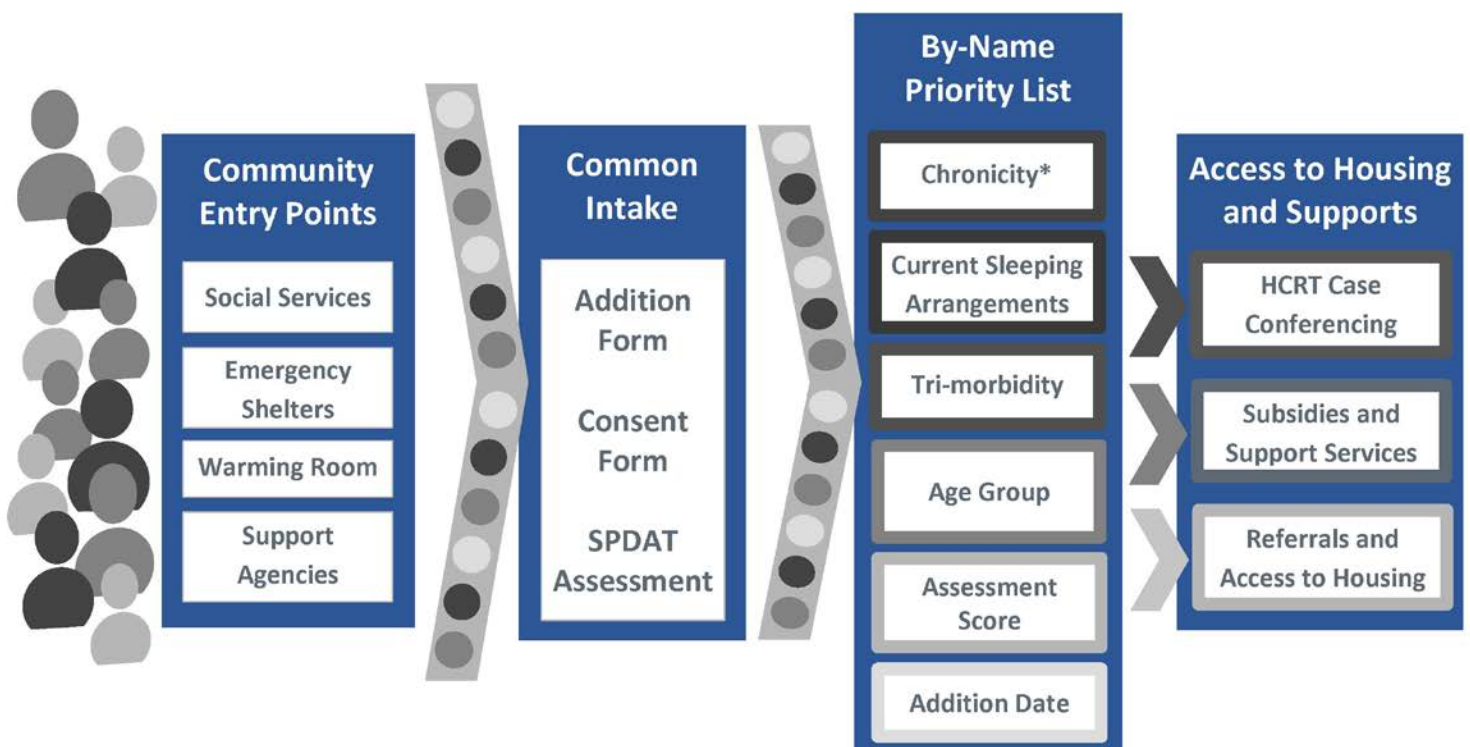 Community
Entry Points
Social Services
Emergency
Shelters
Warming Room
Support
Agencies
Common
Intake
Addition
Form
Consent
Form
SPDAT
Assessment
By-Name
Priority List
Chronicity*
Current Sleeping
Arrangements
Tri-morbidity
Age Group
Assessment
Score
Addition Date
Access to Housing
and Supports
HCRT Case
Conferencing
Subsidies and
Support Services
Referrals and
Access to Housing